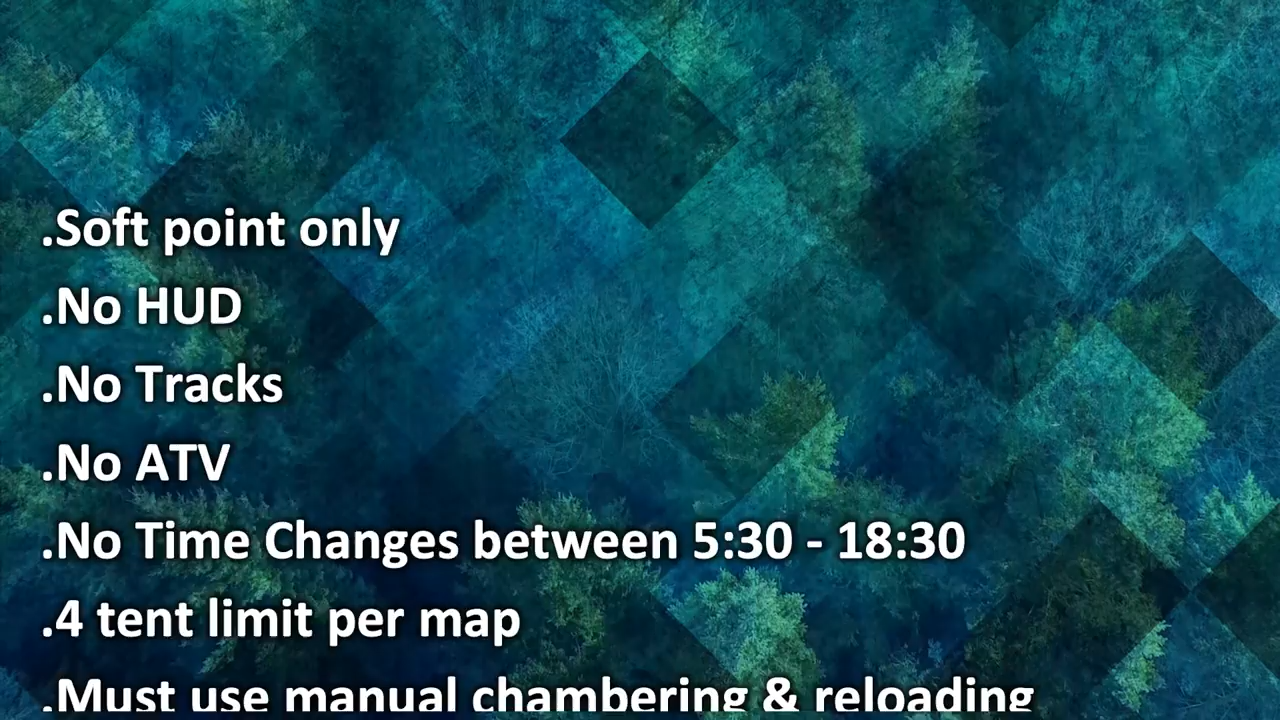 .Soft point only
.No HUD
.No Tracks
.No ATV
.No Time Changes between 5:30 - 18:30
.4 tent limit per map
.Must use manual chambering & reloading